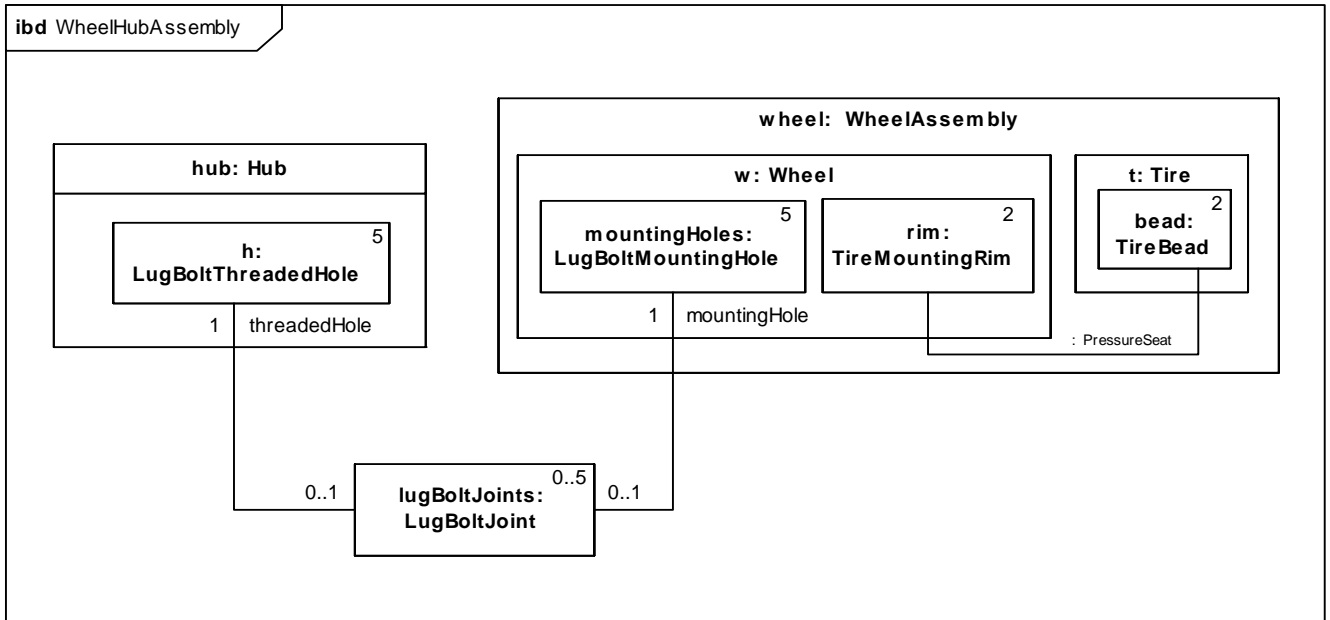 ibd WheelHubAssembly
wheel: WheelAssembly
hub: Hub
w: Wheel
t: Tire
h:
LugBoltThreadedHole
5
mountingHoles:
LugBoltMountingHole
5
rim:
TireMountingRim
2
bead:
TireBead
2
1 threadedHole
1 mountingHole
: PressureSeat
0..1
lugBoltJoints:
LugBoltJoint
0..5
0..1